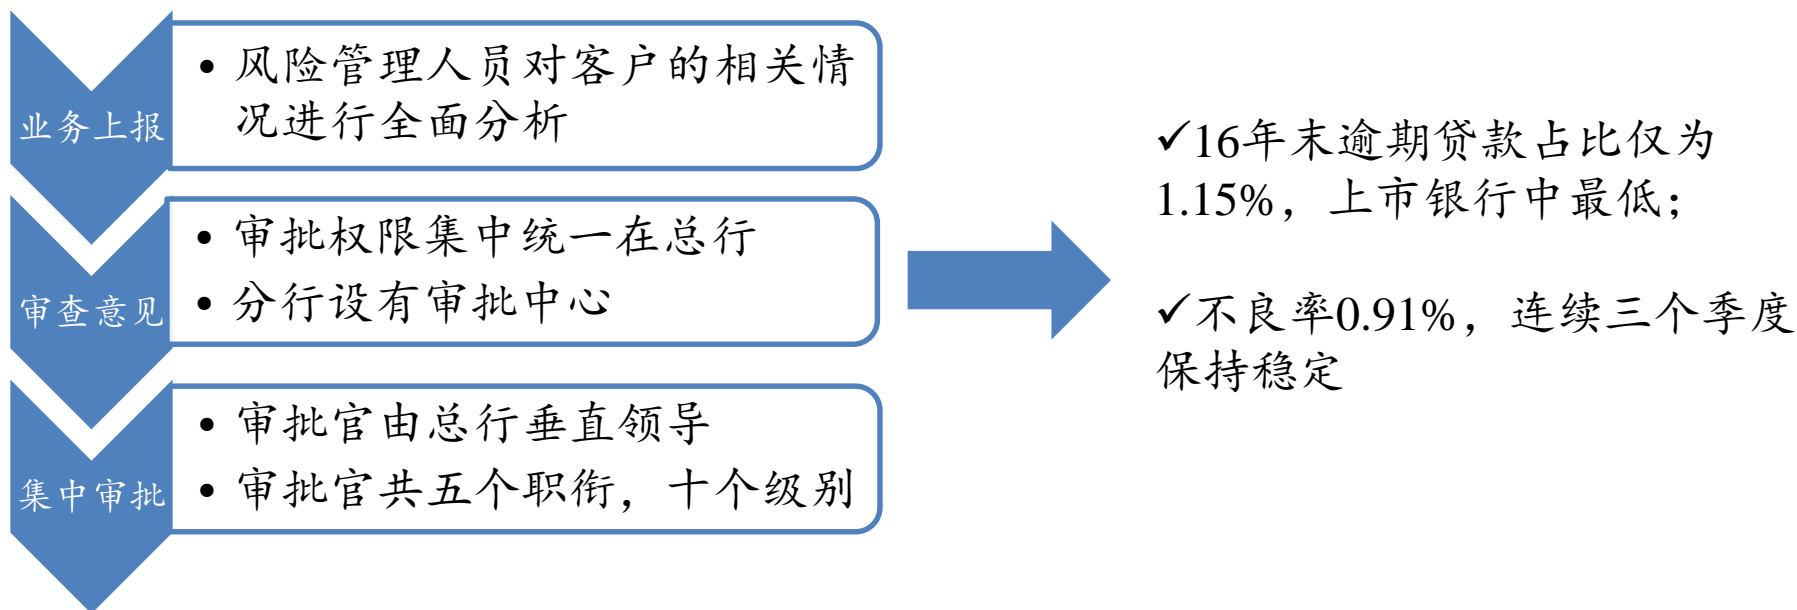 业务上报
• 风险管理人员对客户的相关情
况进行全面分析
审查意见
• 审批权限集中统一在总行
• 分行设有审批中心
集中审批
• 审批官由总行垂直领导
• 审批官共五个职衔，十个级别
✓16年末逾期贷款占比仅为
1.15%，上市银行中最低；
✓不良率0.91%，连续三个季度
保持稳定